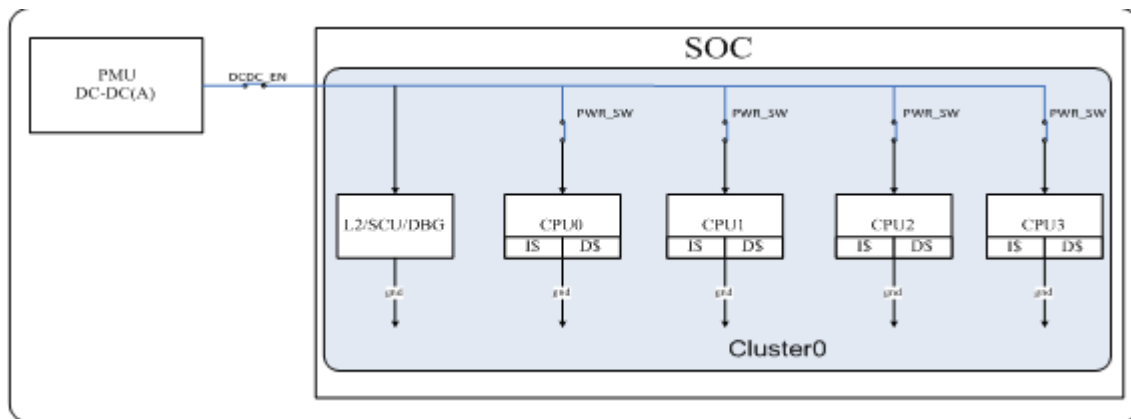 SOC
PMU
DC-DC(A)
DCDC_EN
PWR_SW
PWR_SW
PWR_SW
PWR_SW
L2/SCU/DBG
CPU0
I$ D$
CPU1
I$ D$
CPU2
I$ D$
CPU3
I$ D$
gnd
gnd
gnd
gnd
gnd
Cluster0